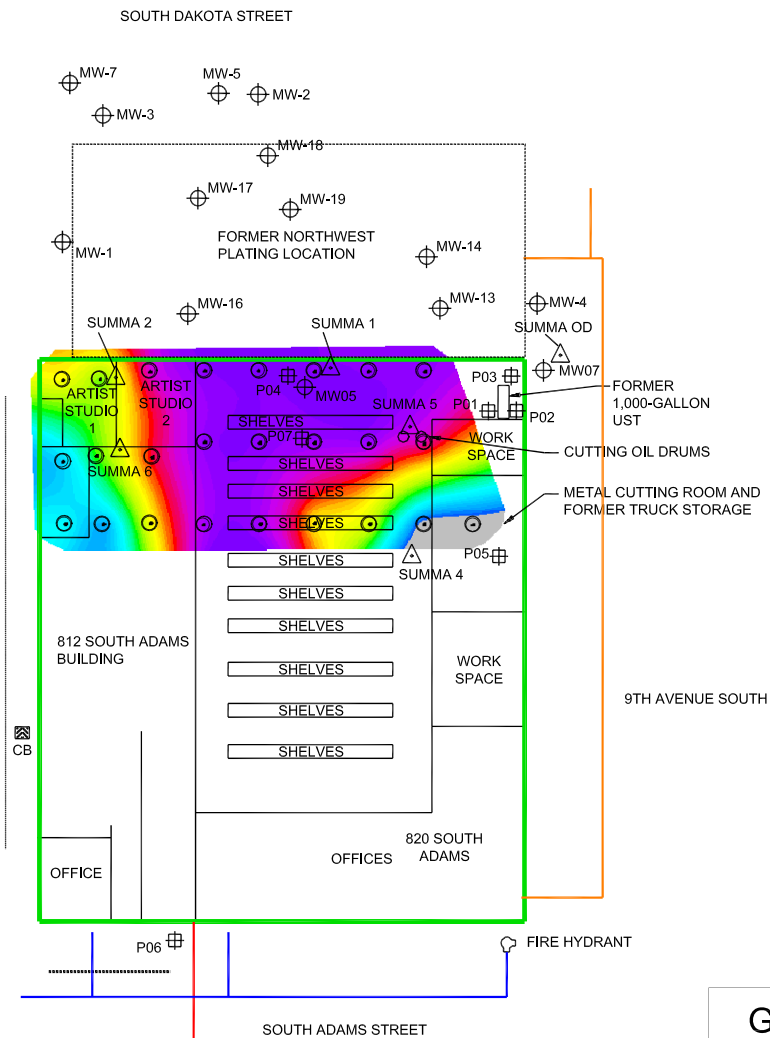 SOUTH DAKOTA STREET
MW-7
MW-5
MW-2
MW-3
MW-18
MW-17
MW-19
FORMER NORTHWEST
PLATING LOCATION
MW-1
MW-14
MW-16
MW-13
MW-4
SUMMA 2
SUMMA 1
SUMMA OD
ARTIST
STUDIO
1
ARTIST
STUDIO
2
P04
MW05
P03
MW07
FORMER
1,000-GALLON
UST
P01
P02
SUMMA 5
SHELVES
P07
WORK
SPACE
CUTTING OIL DRUMS
SUMMA 6
SHELVES
SHELVES
METAL CUTTING ROOM AND
FORMER TRUCK STORAGE
SHELVES
P05
SUMMA 4
SHELVES
SHELVES
SHELVES
812 SOUTH ADAMS
BUILDING
SHELVES
WORK
SPACE
9TH AVENUE SOUTH
SHELVES
CB
SHELVES
820 SOUTH
ADAMS
OFFICES
OFFICE
P06
FIRE HYDRANT
SOUTH ADAMS STREET
G